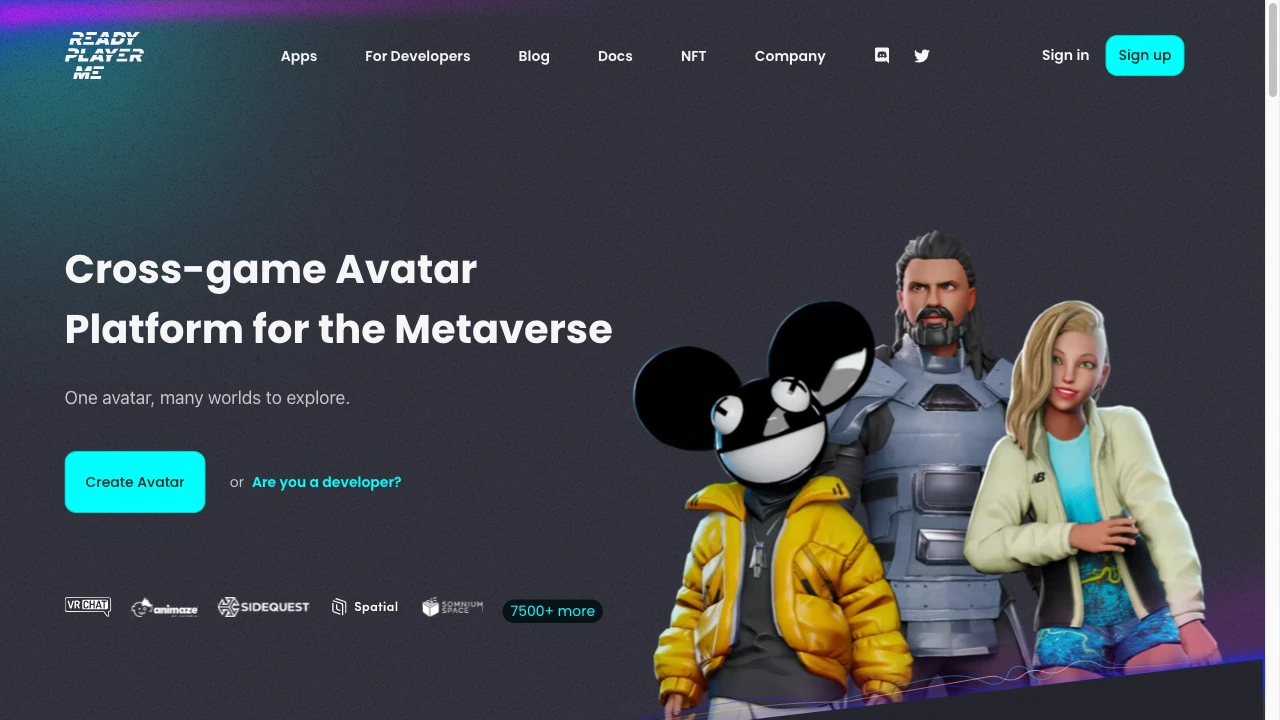 READY
PLAYER
ME
Apps
For Developers
Blog
Docs
NFT
Company
Sign in
Sign up
Cross-game Avatar
Platform for the Metaverse
One avatar, many worlds to explore.
Create Avatar
or Are you a developer?
VRCHAT
animaze
SIDEQUEST
Spatial
SOMNIUM
SPACE
7500+ more